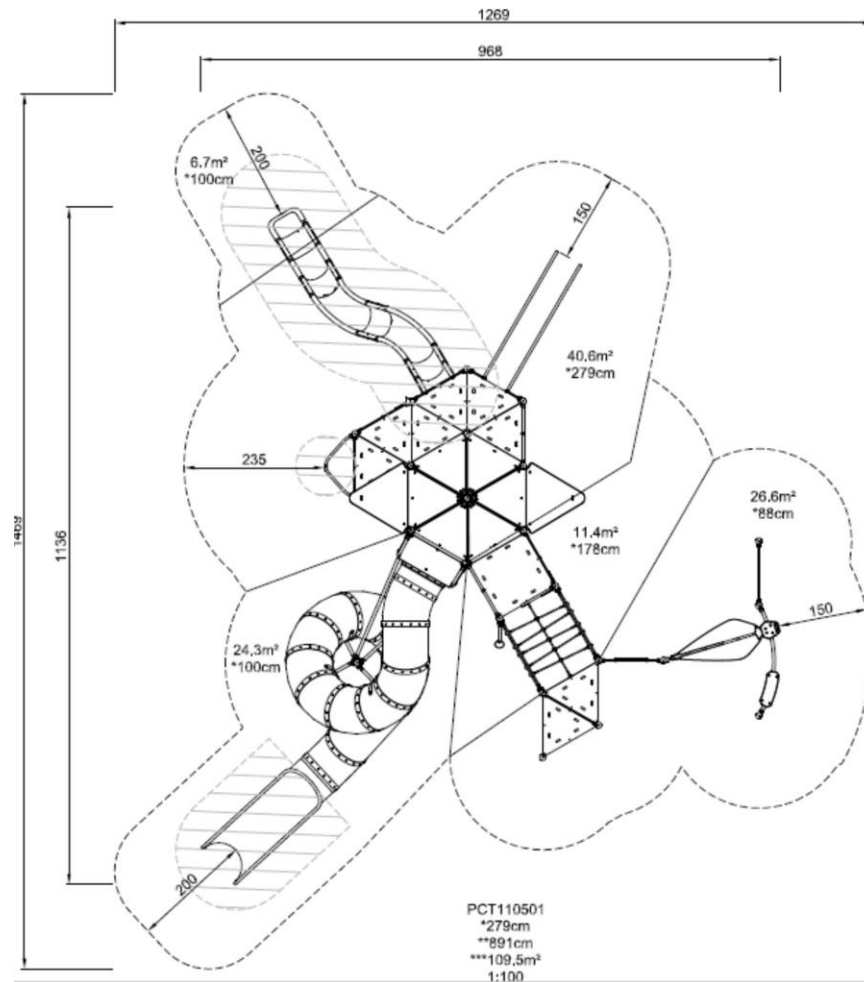 1269
968
200
6.7m²
*100cm
150
40.6m²
*279cm
235
1469
1136
26.6m²
*88cm
11.4m²
*178cm
150
24,3m²
*100cm
200
PCT110501
*279cm
**891cm
***109.5m²
1:100